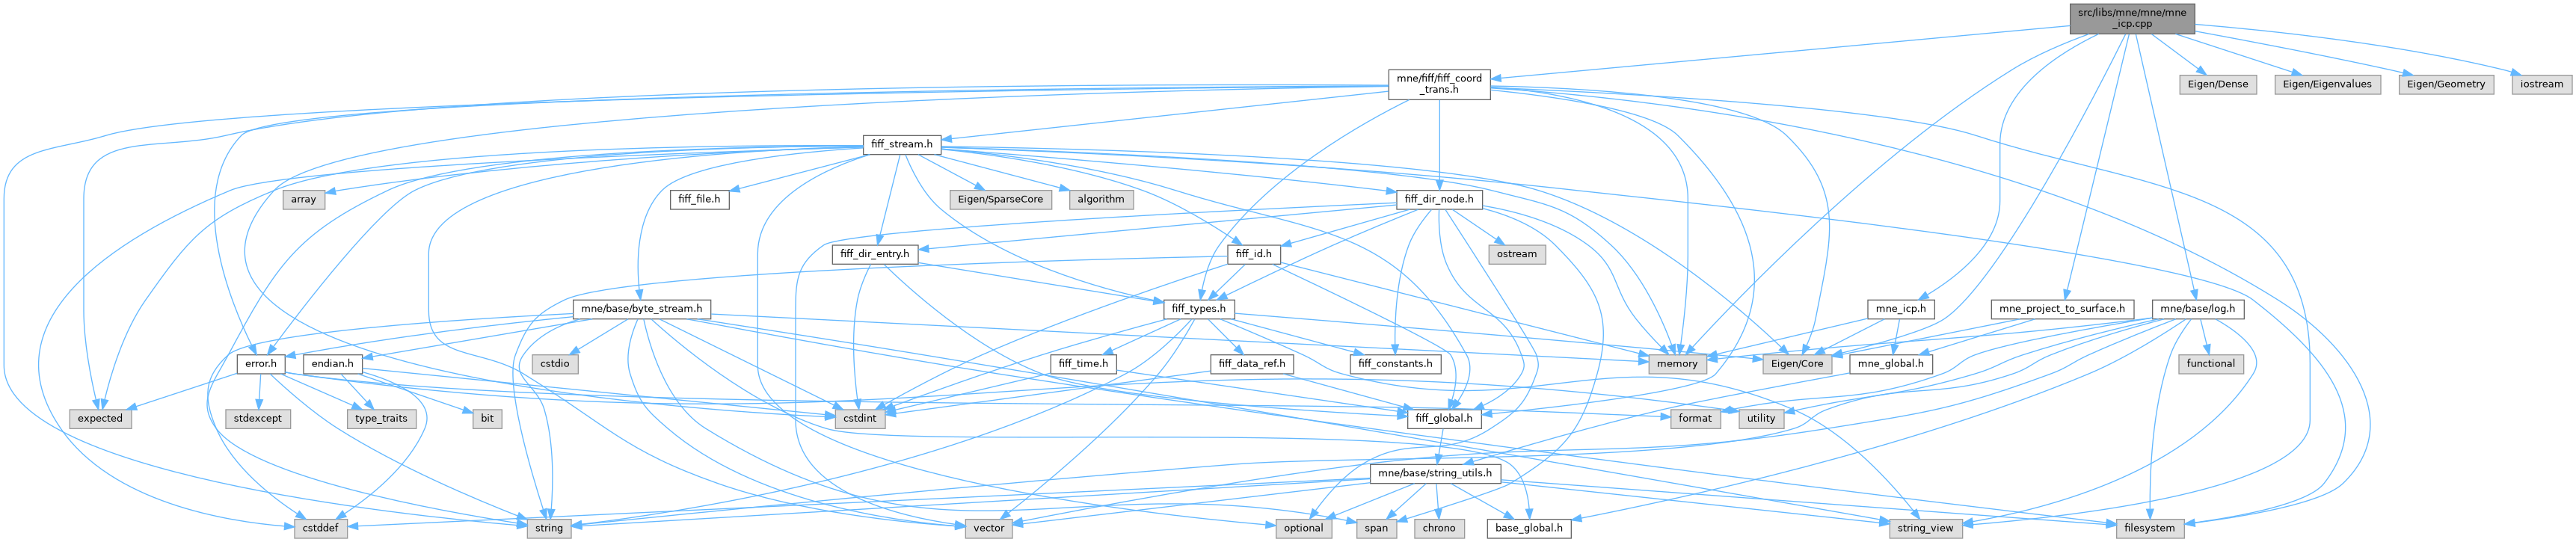 src/libs/mne/mne/mne
_icp.cpp
mne/fiff/fiff_coord
_trans.h
Eigen/Dense
Eigen/Eigenvalues
Eigen/Geometry
iostream
fiff_stream.h
array
fiff_file.h
Eigen/SparseCore
algorithm
fiff_dir_node.h
fiff_dir_entry.h
fiff_id.h
ostream
mne/base/byte_stream.h
fiff_types.h
mne_icp.h
mne_project_to_surface.h
mne/base/log.h
error.h
endian.h
cstdio
fiff_time.h
fiff_data_ref.h
fiff_constants.h
memory
Eigen/Core
mne_global.h
functional
expected
stdexcept
type_traits
bit
cstdint
fiff_global.h
format
utility
mne/base/string_utils.h
cstddef
string
vector
optional
span
chrono
base_global.h
string_view
filesystem